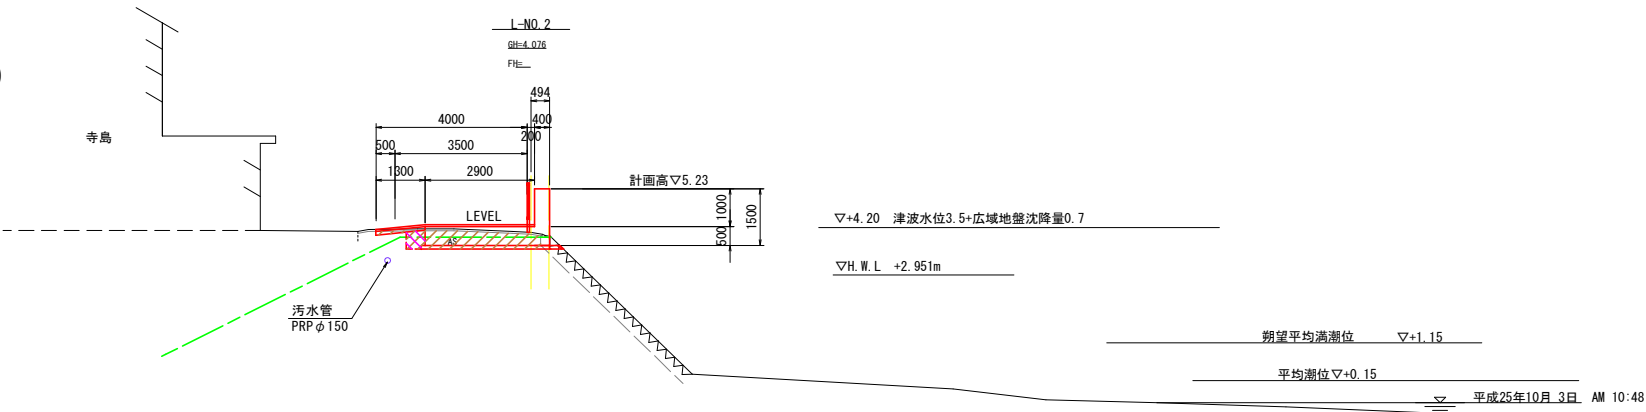 L-NO.2
GH=4.076
FH=
494
4000
400
200
寺島
500
3500
1300
2900
計画高▽5.23
1000
1500
500
LEVEL
AS
▽+4.20 津波水位3.5+広域地盤沈降量0.7
▽H.W.L +2.951m
汚水管
PRPφ150
朔望平均満潮位 ▽+1.15
平均潮位▽+0.15
平成25年10月 3日 AM 10:48